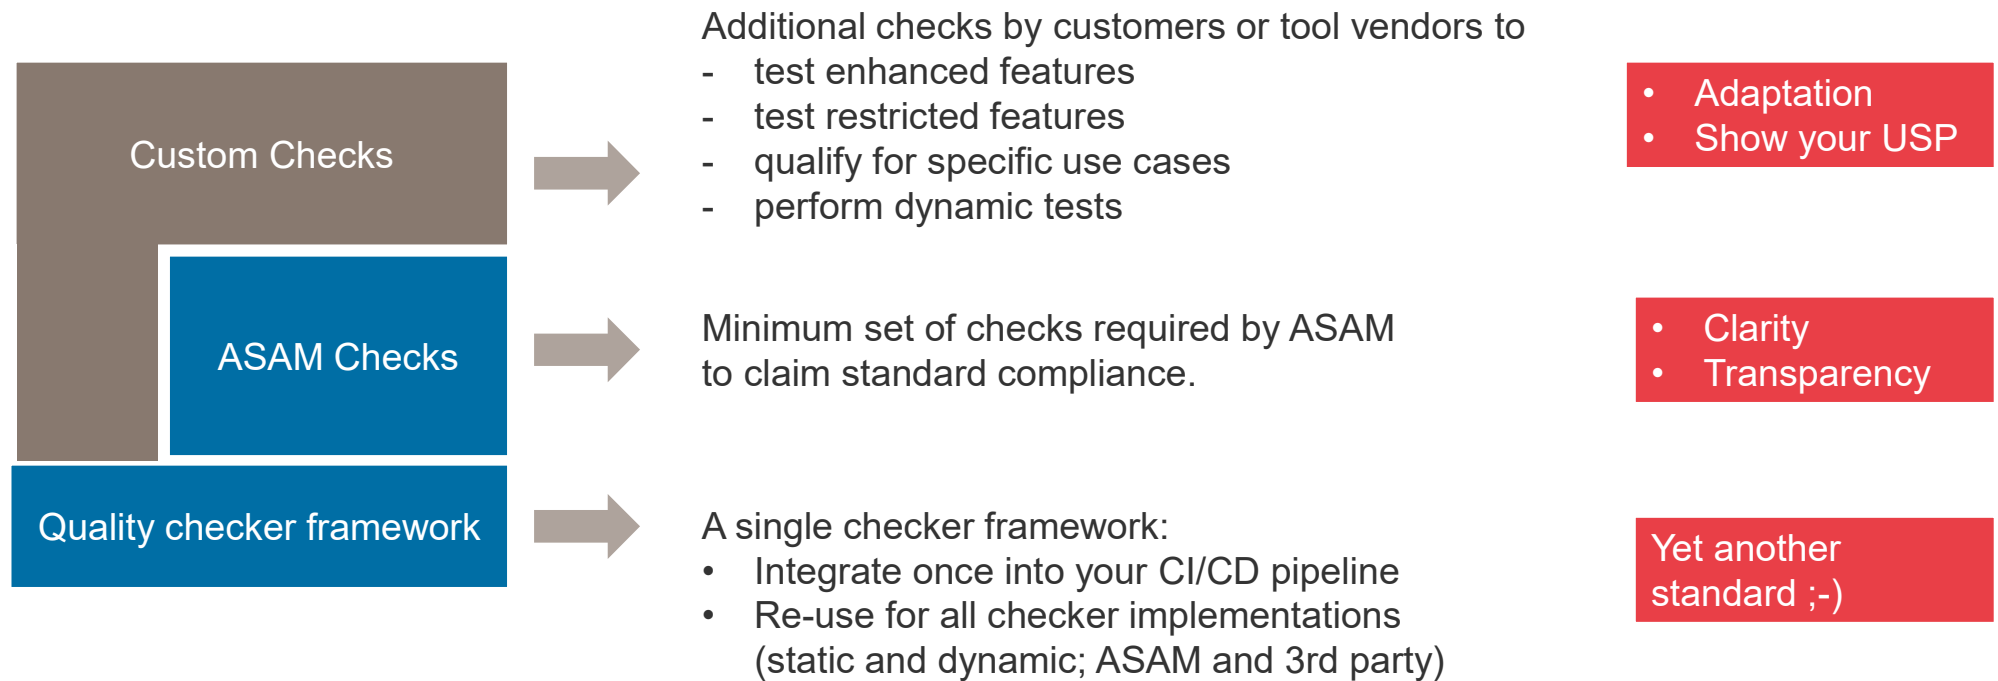 Custom Checks
Additional checks by customers or tool vendors to
- test enhanced features
- test restricted features
- qualify for specific use cases
- perform dynamic tests
• Adaptation
• Show your USP
ASAM Checks
Minimum set of checks required by ASAM
to claim standard compliance.
• Clarity
• Transparency
Quality checker framework
A single checker framework:
• Integrate once into your CI/CD pipeline
• Re-use for all checker implementations
(static and dynamic; ASAM and 3rd party)
Yet another
standard ;-)